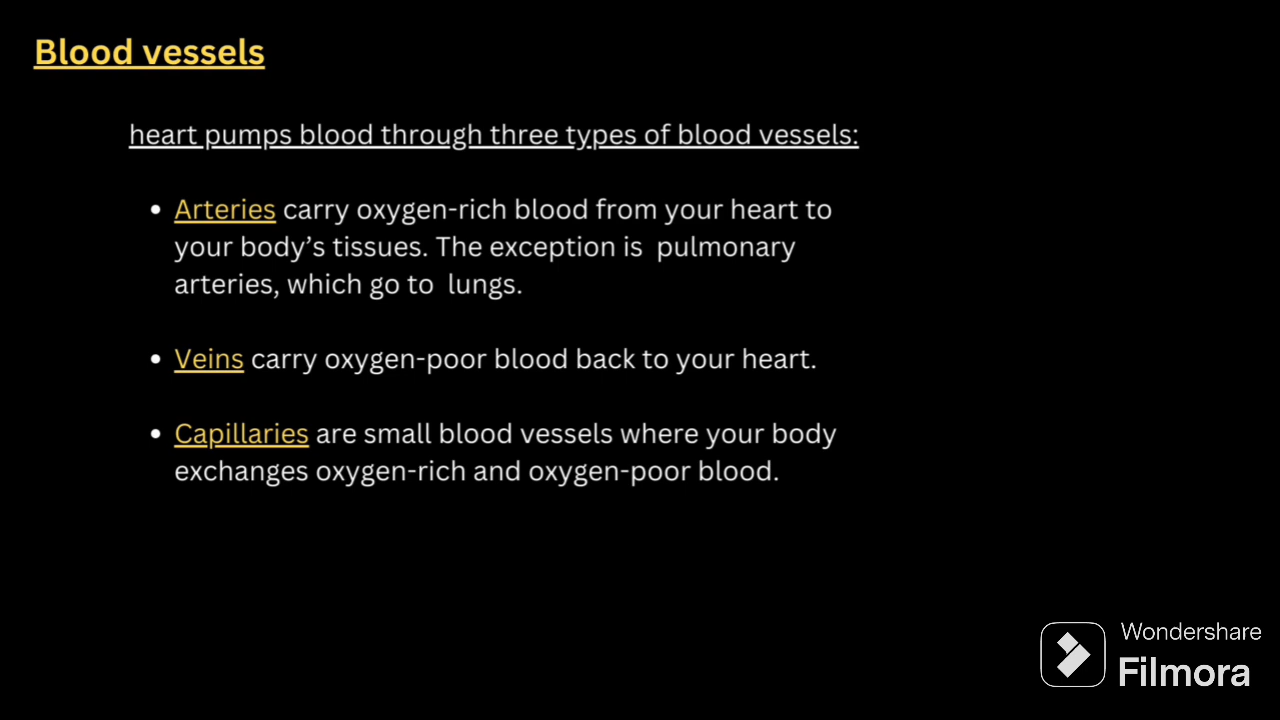 Blood vessels
heart pumps blood through three types of blood vessels:
• Arteries carry oxygen-rich blood from your heart to
your body’s tissues. The exception is  pulmonary
arteries, which go to  lungs.
• Veins carry oxygen-poor blood back to your heart.
• Capillaries are small blood vessels where your body
exchanges oxygen-rich and oxygen-poor blood.
Wondershare
Filmora